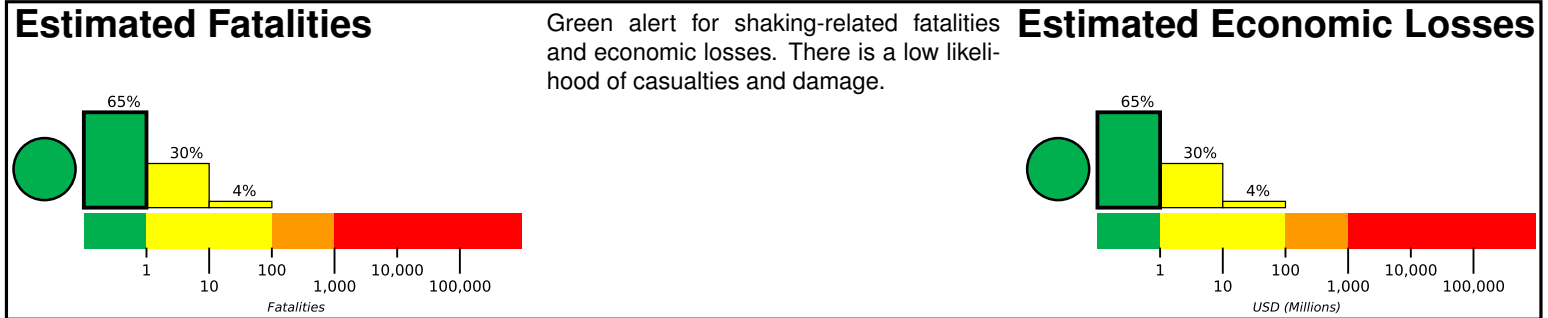 Estimated Fatalities
65%
30%
4%
1
100
10,000
10
1,000
100,000
Fatalities
Green alert for shaking-related fatalities
and economic losses. There is a low likeli-
hood of casualties and damage.
Estimated Economic Losses
65%
30%
4%
1
100
10,000
10
1,000
100,000
USD (Millions)